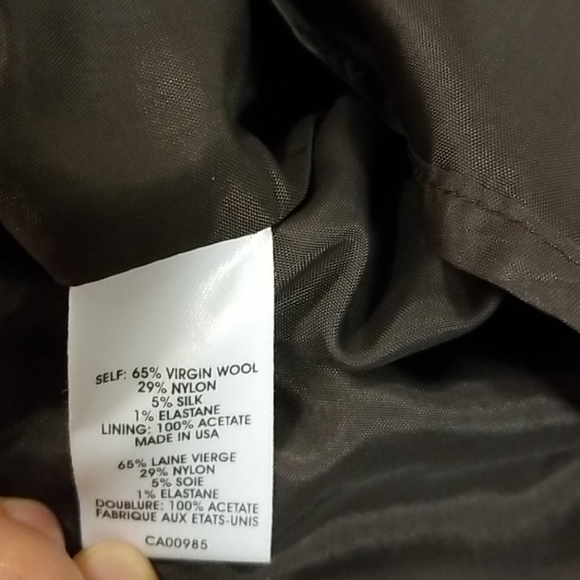 SELF: 65% VIRGIN WOOL
29% NYLON
5% SILK
1% ELASTANE
LINING: 100% ACETATE
MADE IN USA
65% LAINE VIERGE
29% NYLON
5% SOIE
1% ELASTANE
DOUBLURE: 100% ACETATE
FABRIQUE AUX ETATS-UNIS
CA00985